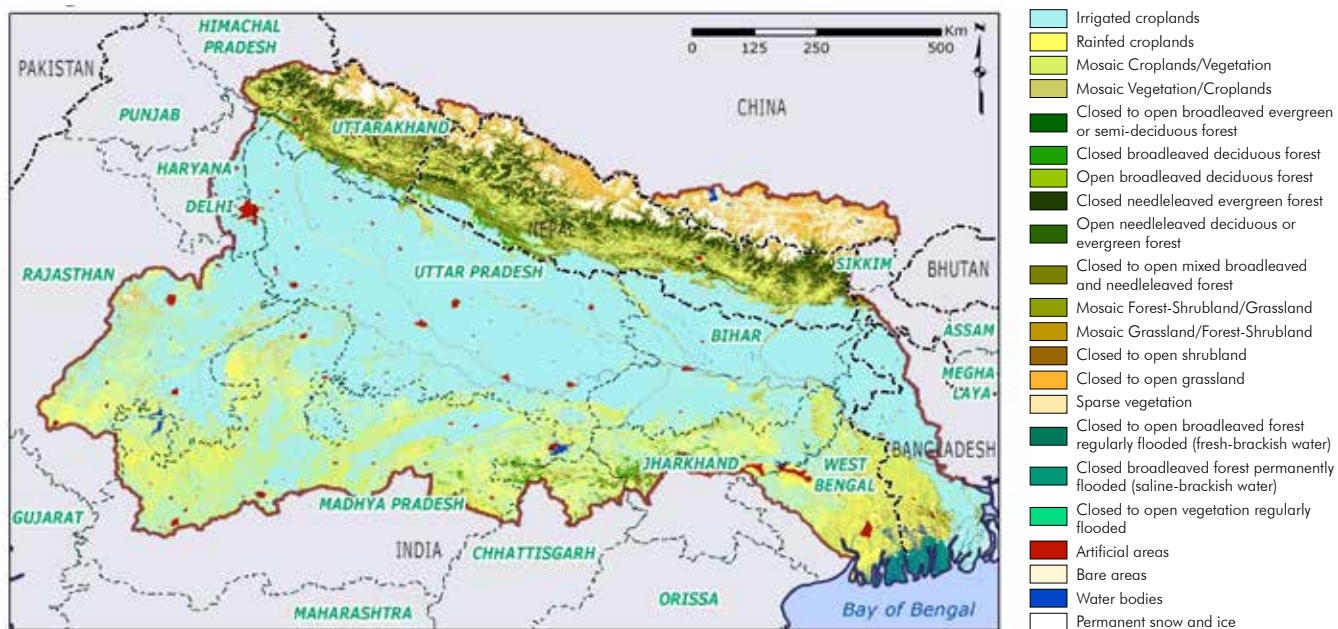 HIMACHAL
PRADESH
PAKISTAN
PUNJAB
UTTARAKHAND
HARYANA
DELHI
RAJASTHAN
UTTAR PRADESH
NEPAL
CHINA
SIKKIM
BHUTAN
BIHAR
ASSAM
MEGHA
LAYA
BANGLADESH
JHARKHAND
WEST
BENGAL
MADHYA PRADESH
GUJARAT
INDIA
CHHATTISGARH
MAHARASHTRA
ORISSA
Bay of Bengal
Km
0 125 250 500
N
Irrigated croplands
Rainfed croplands
Mosaic Croplands/Vegetation
Mosaic Vegetation/Croplands
Closed to open broadleaved evergreen
or semi-deciduous forest
Closed broadleaved deciduous forest
Open broadleaved deciduous forest
Closed needleleaved evergreen forest
Open needleleaved deciduous or
evergreen forest
Closed to open mixed broadleaved
and needleleaved forest
Mosaic Forest-Shrubland/Grassland
Mosaic Grassland/Forest-Shrubland
Closed to open shrubland
Closed to open grassland
Sparse vegetation
Closed to open broadleaved forest
regularly flooded (fresh-brackish water)
Closed broadleaved forest permanently
flooded (saline-brackish water)
Closed to open vegetation regularly
flooded
Artificial areas
Bare areas
Water bodies
Permanent snow and ice